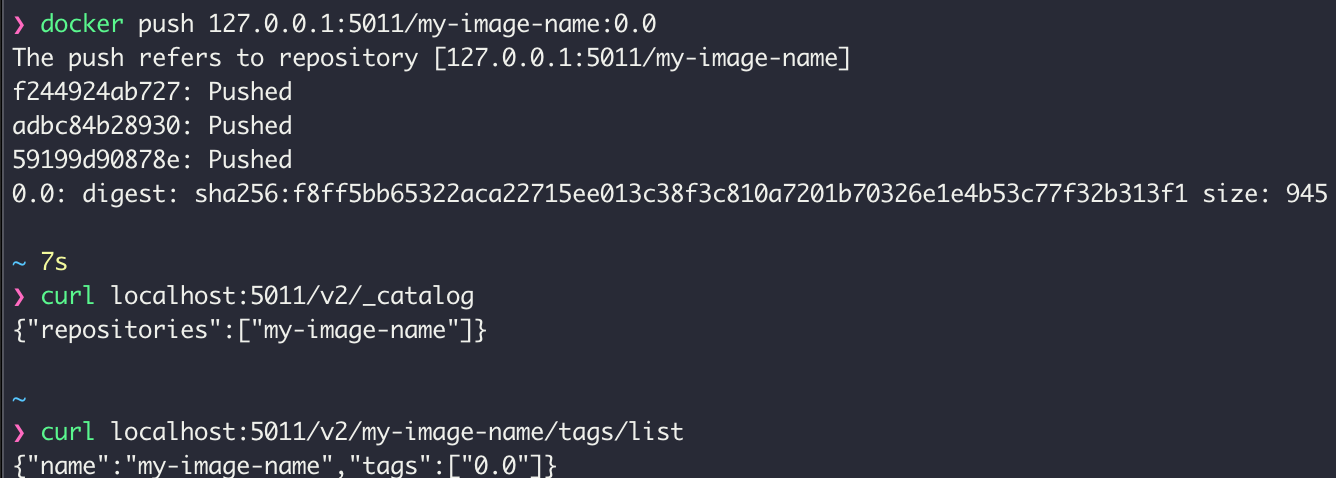 ❯ docker push 127.0.0.1:5011/my-image-name:0.0
The push refers to repository [127.0.0.1:5011/my-image-name]
f244924ab727: Pushed
adbc84b28930: Pushed
59199d90878e: Pushed
0.0: digest: sha256:f8ff5bb65322aca22715ee013c38f3c810a7201b70326e1e4b53c77f32b313f1 size: 945
~ 7s
❯ curl localhost:5011/v2/_catalog
{"repositories":["my-image-name"]}
~
❯ curl localhost:5011/v2/my-image-name/tags/list
{"name":"my-image-name","tags":["0.0"]}